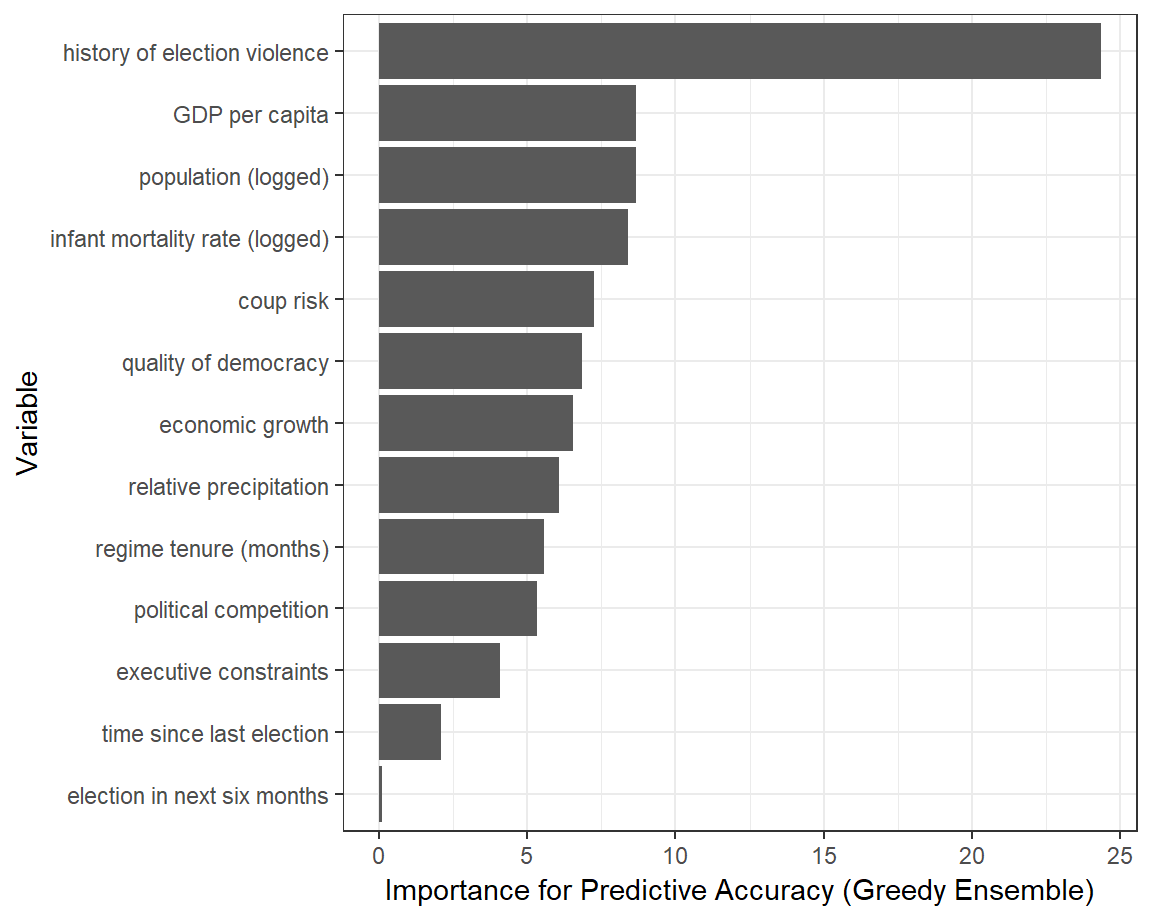 history of election violence
GDP per capita
population (logged)
infant mortality rate (logged)
coup risk
quality of democracy
economic growth
relative precipitation
regime tenure (months)
political competition
executive constraints
time since last election
election in next six months
Variable
0 5 10 15 20 25
Importance for Predictive Accuracy (Greedy Ensemble)